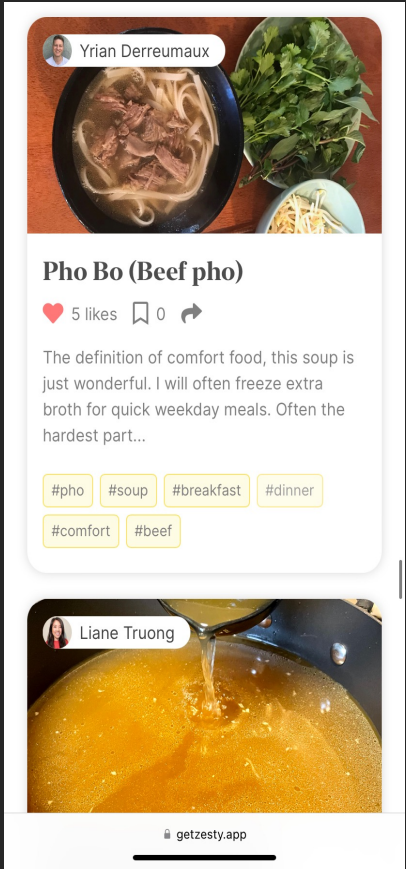 Yrian Derreumaux
Pho Bo (Beef pho)
5 likes 0
The definition of comfort food, this soup is
just wonderful. I will often freeze extra
broth for quick weekday meals. Often the
hardest part...
#pho #soup #breakfast #dinner
#comfort #beef
Liane Truong
getzesty.app